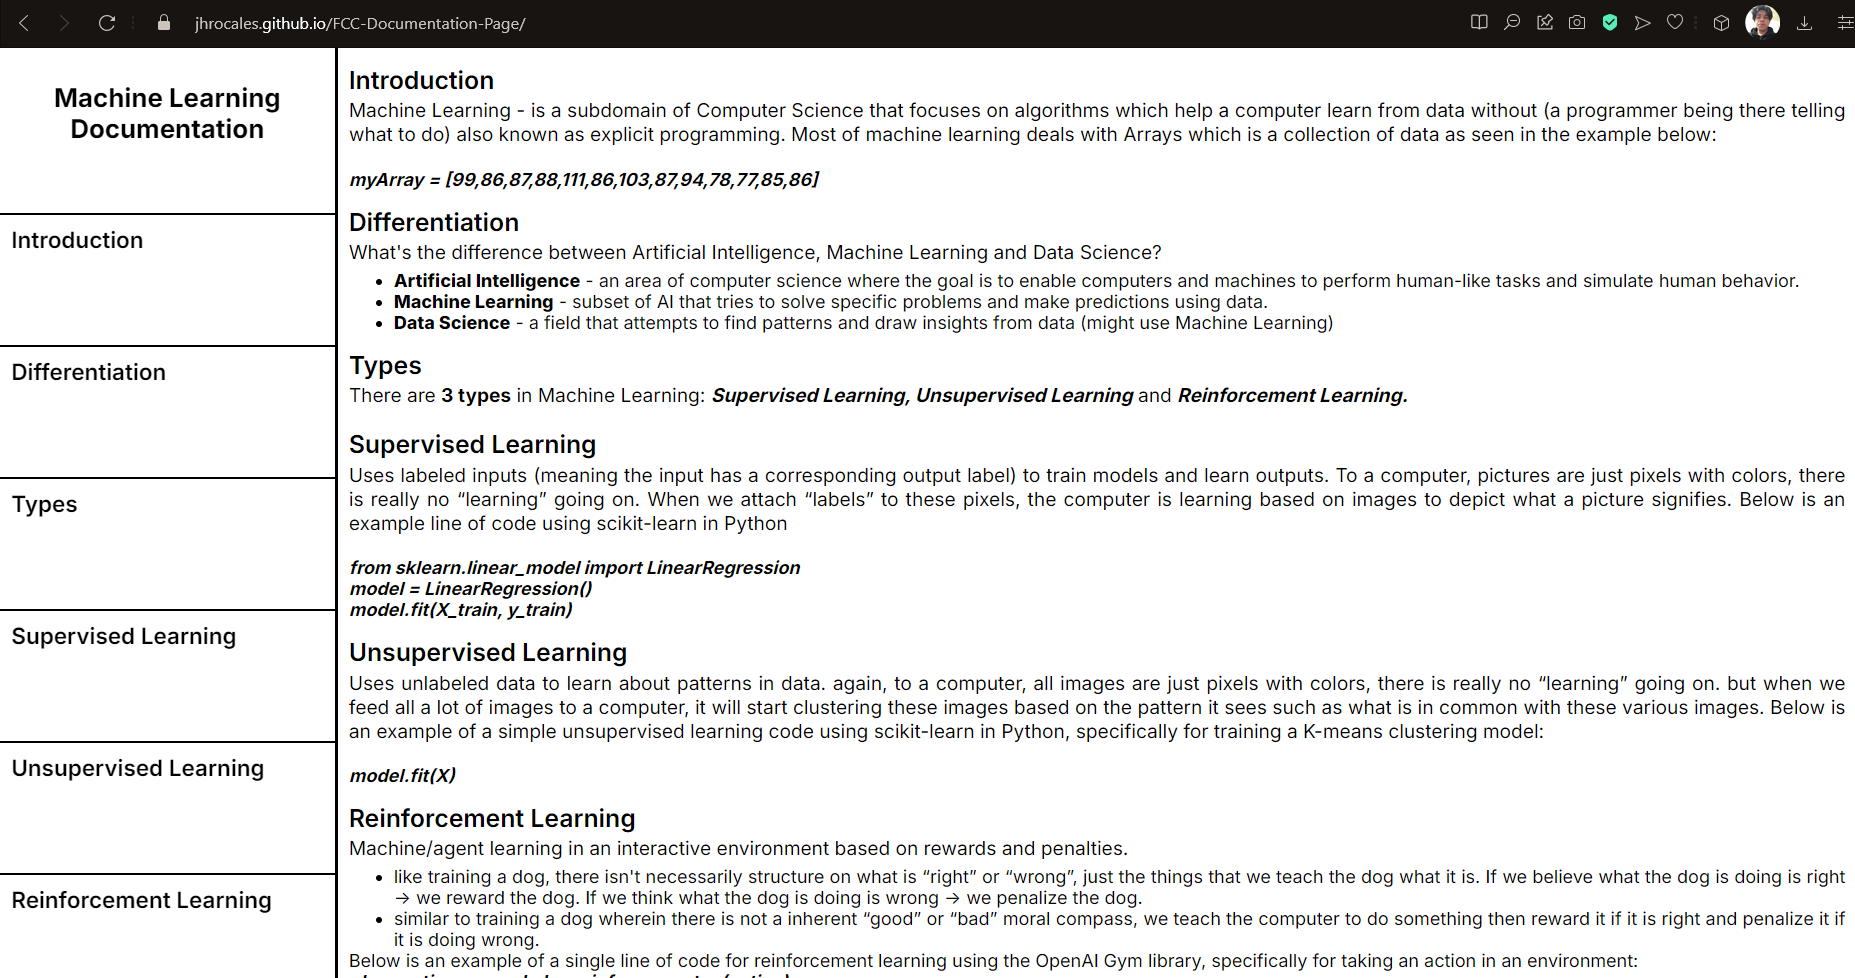 jhrocales.github.io/FCC-Documentation-Page/
Machine Learning
Documentation
Introduction
Differentiation
Types
Supervised Learning
Unsupervised Learning
Reinforcement Learning
Introduction
Machine Learning - is a subdomain of Computer Science that focuses on algorithms which help a computer learn from data without (a programmer being there telling
what to do) also known as explicit programming. Most of machine learning deals with Arrays which is a collection of data as seen in the example below:
myArray = [99,86,87,88,111,86,103,87,94,78,77,85,86]
Differentiation
What's the difference between Artificial Intelligence, Machine Learning and Data Science?
• Artificial Intelligence - an area of computer science where the goal is to enable computers and machines to perform human-like tasks and simulate human behavior.
• Machine Learning - subset of AI that tries to solve specific problems and make predictions using data.
• Data Science - a field that attempts to find patterns and draw insights from data (might use Machine Learning)
Types
There are 3 types in Machine Learning: Supervised Learning, Unsupervised Learning and Reinforcement Learning.
Supervised Learning
Uses labeled inputs (meaning the input has a corresponding output label) to train models and learn outputs. To a computer, pictures are just pixels with colors, there
is really no “learning” going on. When we attach “labels” to these pixels, the computer is learning based on images to depict what a picture signifies. Below is an
example line of code using scikit-learn in Python
from sklearn.linear_model import LinearRegression
model = LinearRegression()
model.fit(X_train, y_train)
Unsupervised Learning
Uses unlabeled data to learn about patterns in data. again, to a computer, all images are just pixels with colors, there is really no “learning” going on. but when we
feed all a lot of images to a computer, it will start clustering these images based on the pattern it sees such as what is in common with these various images. Below is
an example of a simple unsupervised learning code using scikit-learn in Python, specifically for training a K-means clustering model:
model.fit(X)
Reinforcement Learning
Machine/agent learning in an interactive environment based on rewards and penalties.
• like training a dog, there isn't necessarily structure on what is “right” or “wrong”, just the things that we teach the dog what it is. If we believe what the dog is doing is right
→ we reward the dog. If we think what the dog is doing is wrong → we penalize the dog.
• similar to training a dog wherein there is not a inherent “good” or “bad” moral compass, we teach the computer to do something then reward it if it is right and penalize it if
it is doing wrong.
Below is an example of a single line of code for reinforcement learning using the OpenAI Gym library, specifically for taking an action in an environment: